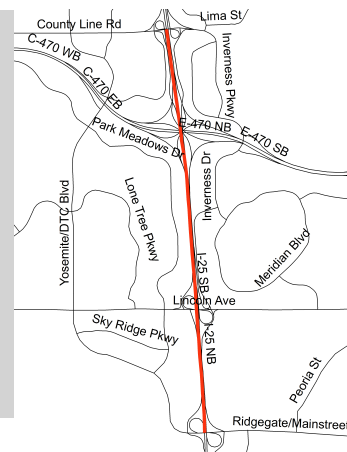 Lima St
County Line Rd
C-470 WB
Inverness Pkwy
C-470 EB
E-470 NB
E-470 SB
Park Meadows Dr
Inverness Dr
Lone Tree Pkwy
Yosemite/DTC Blvd
Meridian Blvd
I-25 SB
Lincoln Ave
Sky Ridge Pkwy
I-25 NB
Peoria St
Ridgegate/Mainstreet